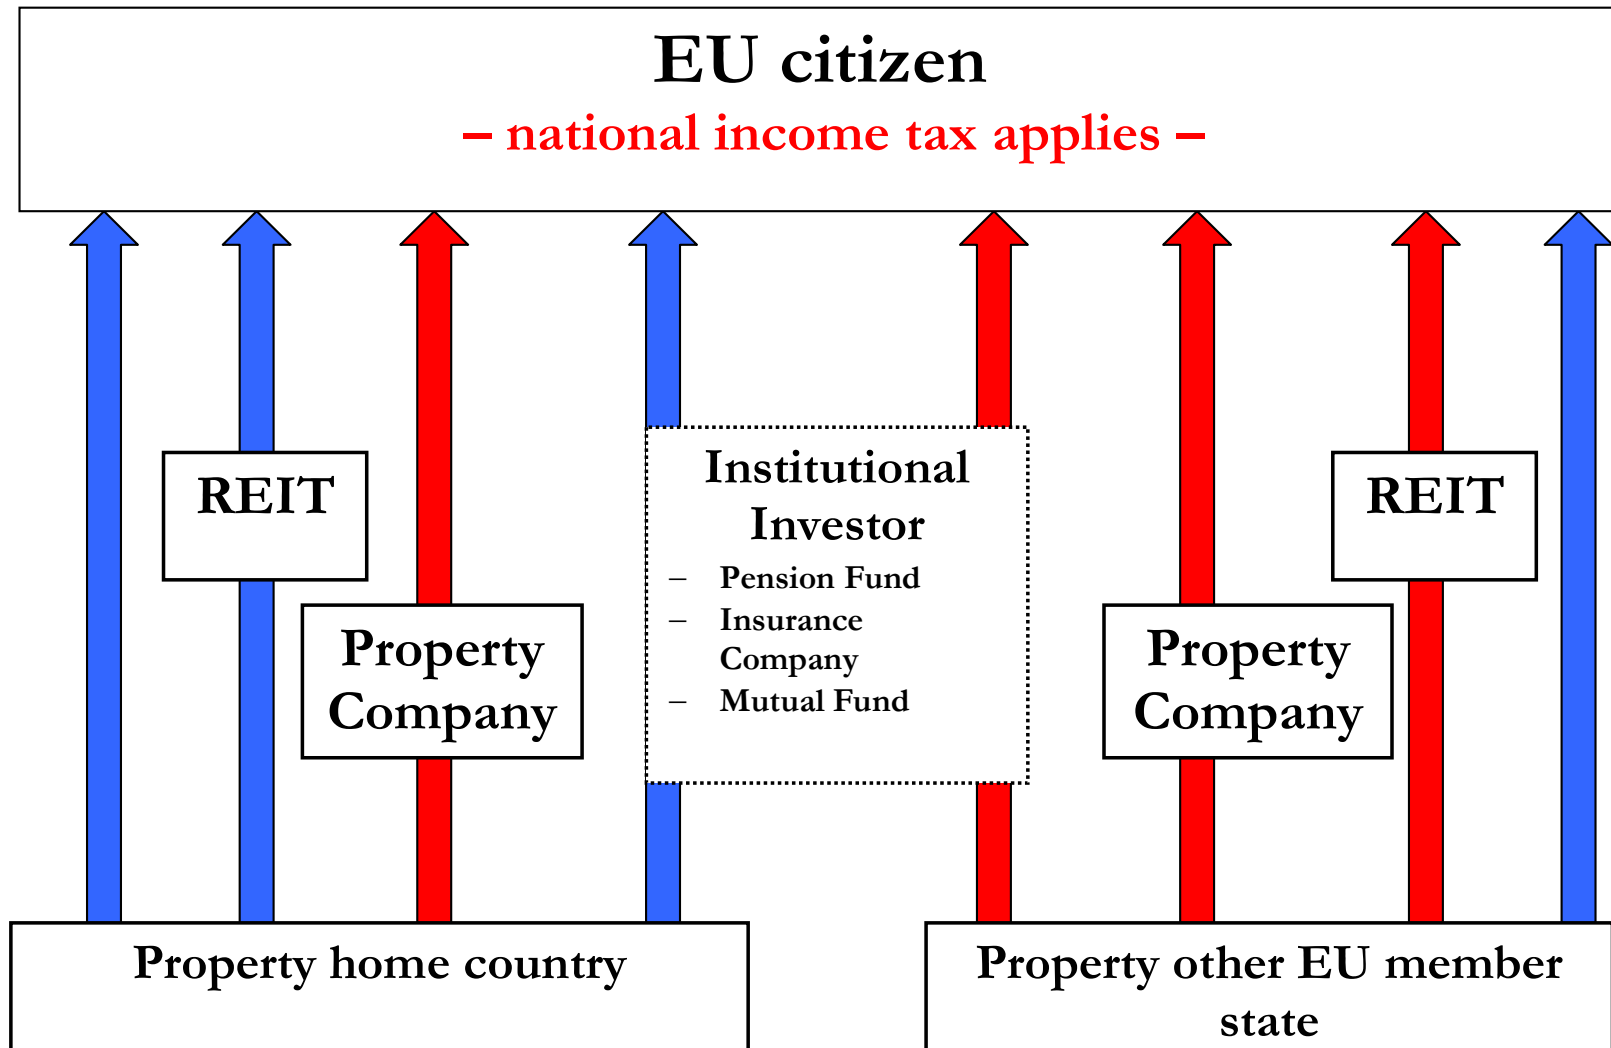 EU citizen
– national income tax applies –
REIT
Property
Company
Institutional
Investor
– Pension Fund
– Insurance
Company
– Mutual Fund
Property
Company
REIT
Property home country
Property other EU member
state